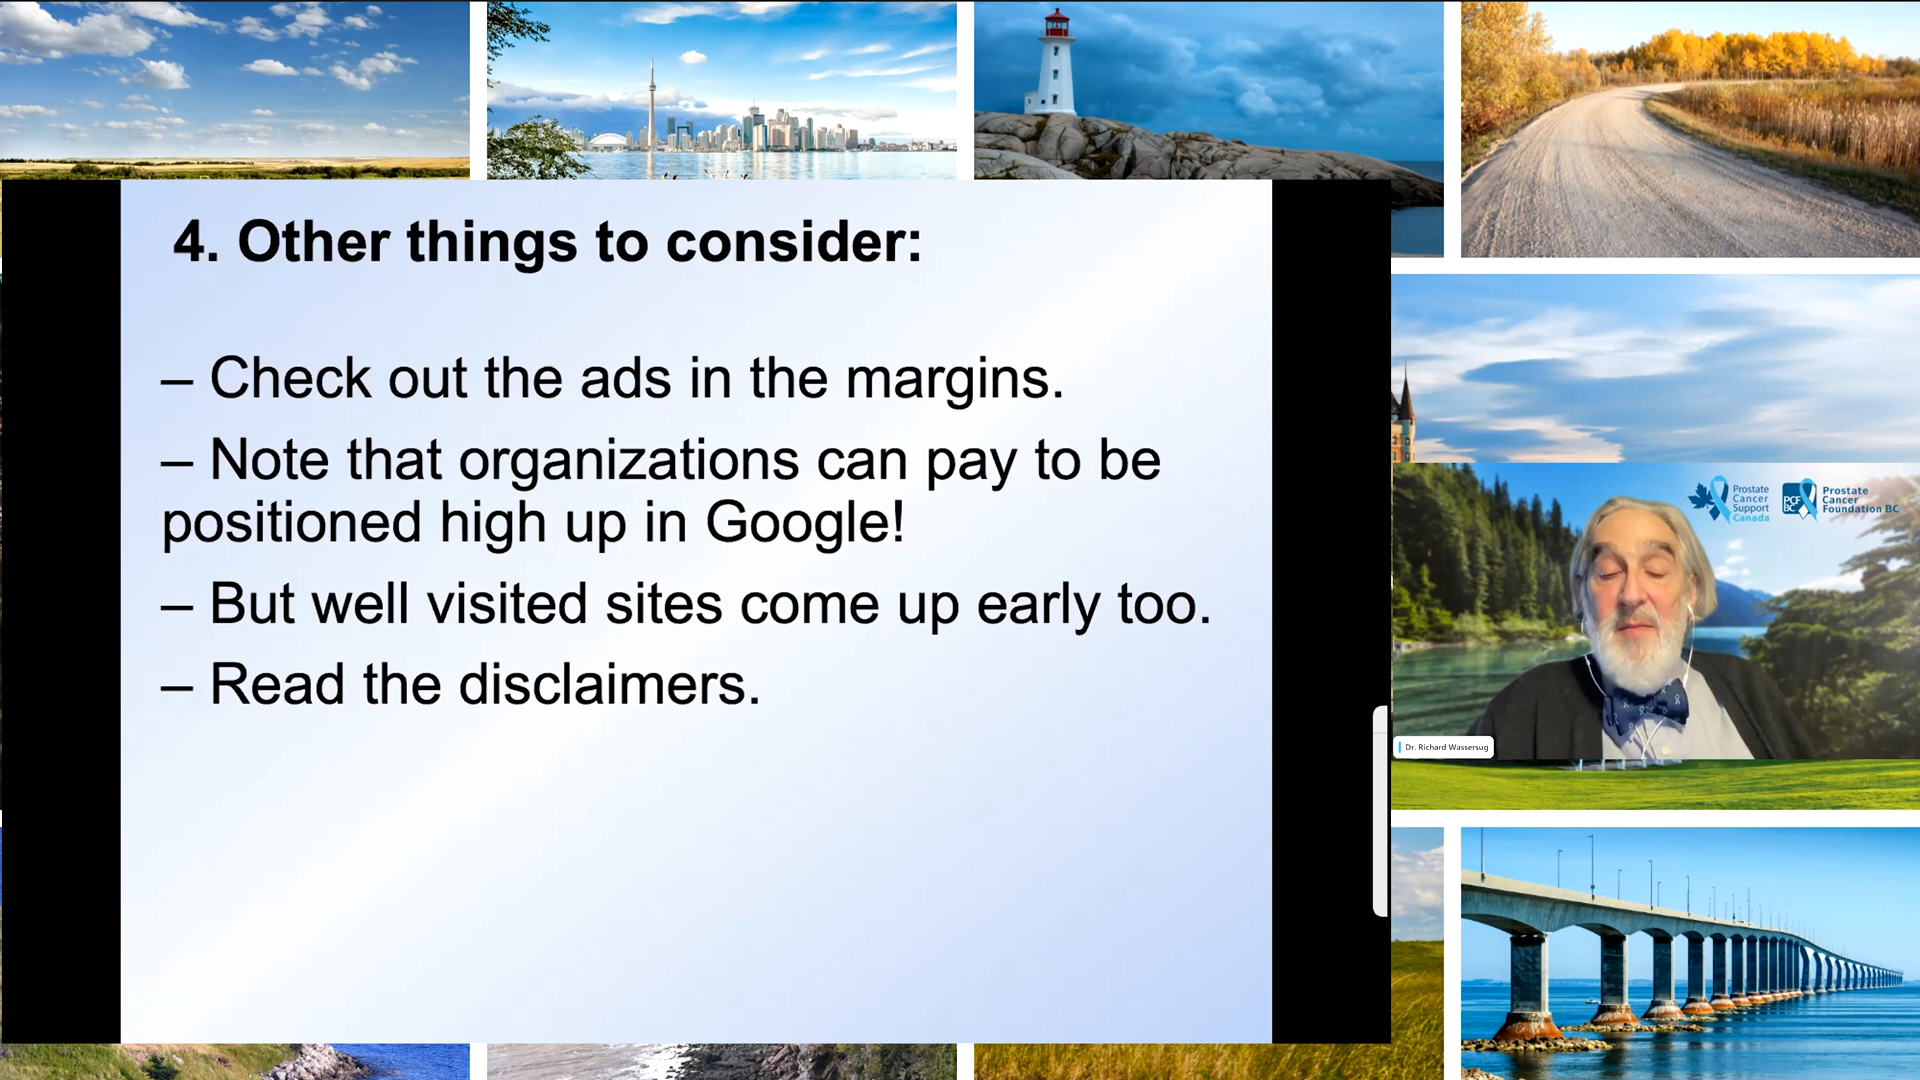 4. Other things to consider:
– Check out the ads in the margins.
– Note that organizations can pay to be
positioned high up in Google!
– But well visited sites come up early too.
– Read the disclaimers.
Prostate
Cancer
Support
Canada
PCF
BC
Prostate
Cancer
Foundation BC
Dr. Richard Wassersug